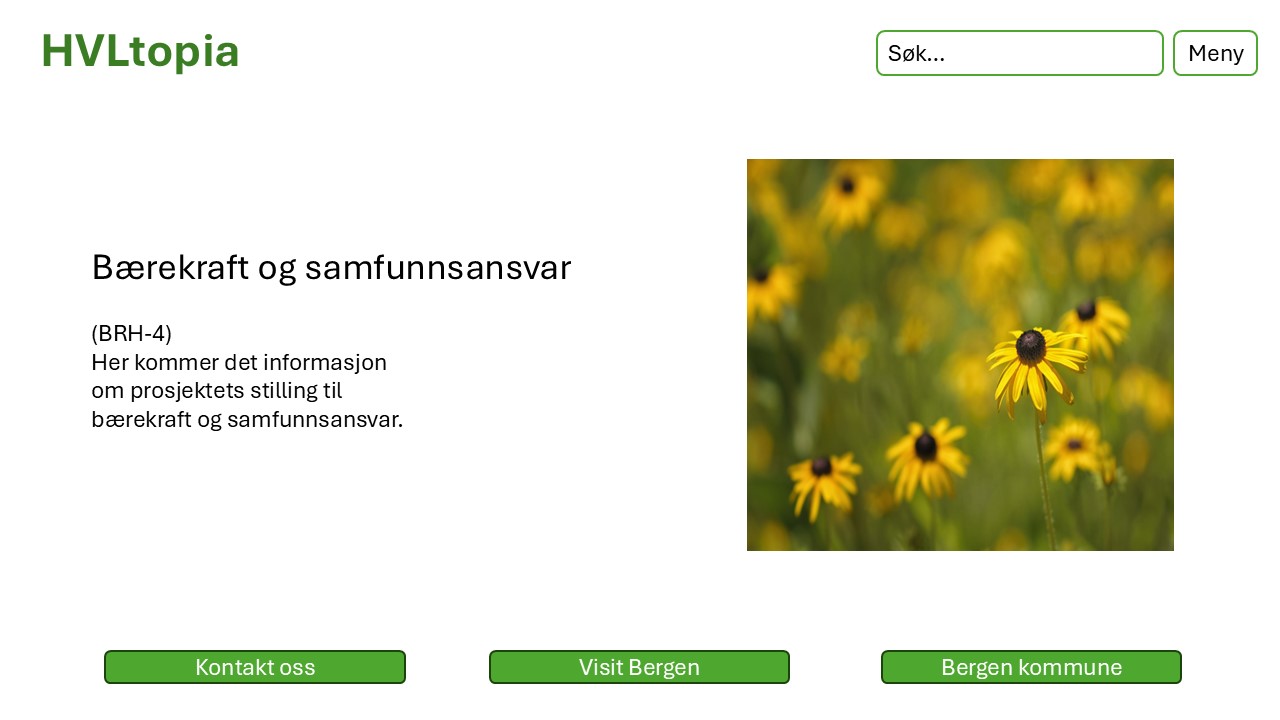 HVLtopia
Søk...
Meny
Bærekraft og samfunnsansvar
(BRH-4)
Her kommer det informasjon
om prosjektets stilling til
bærekraft og samfunnsansvar.
Kontakt oss
Visit Bergen
Bergen kommune